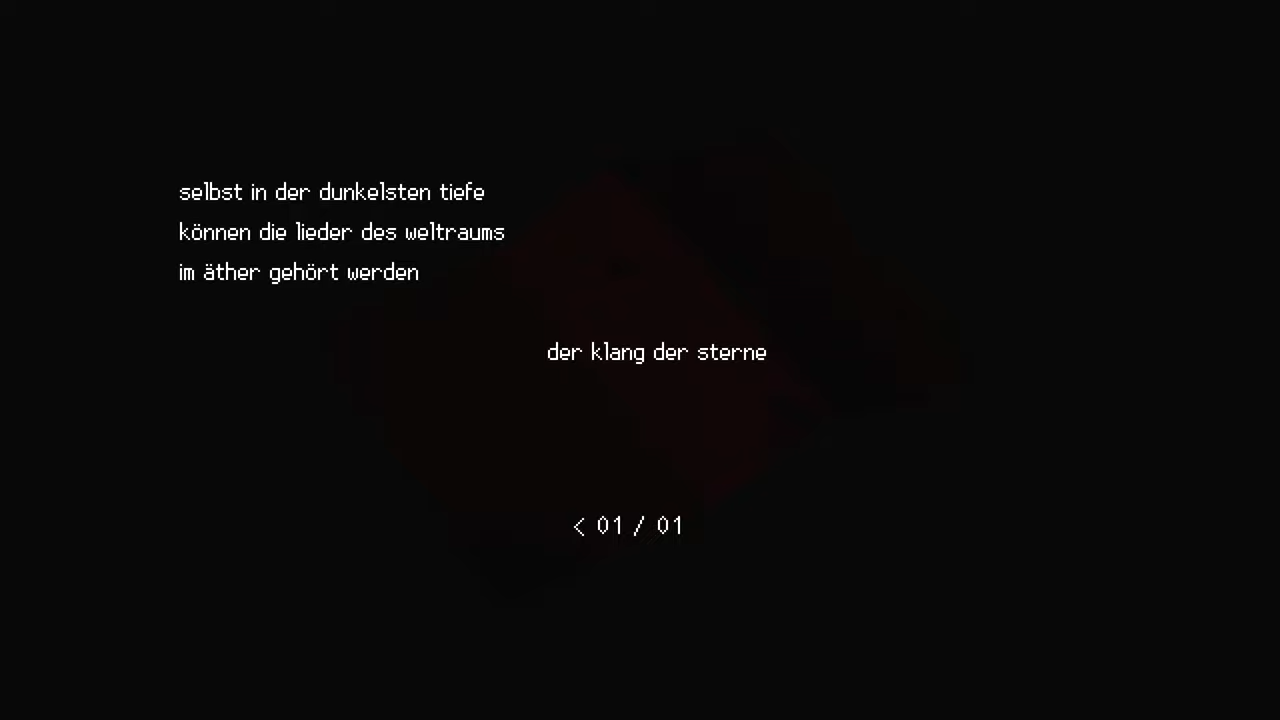 selbst in der dunkelsten tiefe
können die lieder des weltraums
im äther gehört werden
der klang der sterne
< 01 / 01